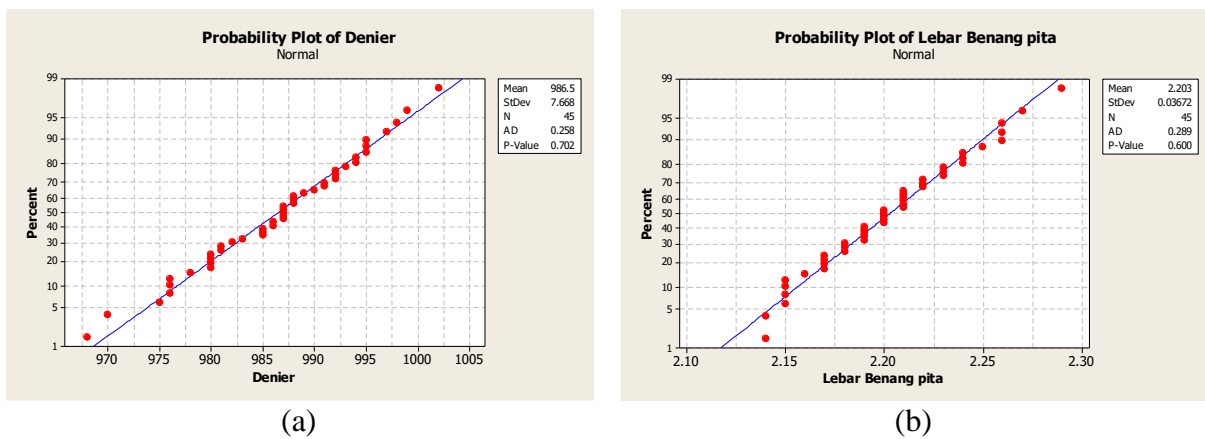 Probability Plot of Denier
Normal
99
95
90
80
70
60
50
40
30
20
10
5
1
Percent
970 975 980 985 990 995 1000 1005
Denier
Mean 986.5
StDev 7.668
N 45
AD 0.258
P-Value 0.702
(a)
Probability Plot of Lebar Benang pita
Normal
99
95
90
80
70
60
50
40
30
20
10
5
1
Percent
2.10 2.15 2.20 2.25 2.30
Lebar Benang pita
Mean 2.203
StDev 0.03672
N 45
AD 0.289
P-Value 0.600
(b)